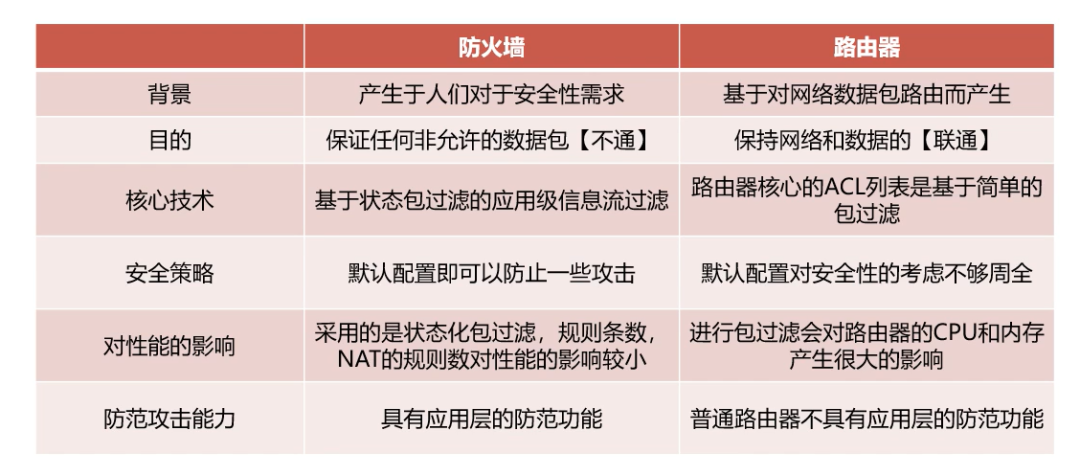 防火墙 路由器
背景 产生于人们对于安全性需求 基于对网络数据包路由而产生
目的 保证任何非允许的数据包【不通】 保持网络和数据的【联通】
核心技术 基于状态包过滤的应用级信息流过滤 路由器核心的ACL列表是基于简单的
包过滤
安全策略 默认配置即可以防止一些攻击 默认配置对安全性的考虑不够周全
对性能的影响 采用的是状态化包过滤，规则条数， 进行包过滤会对路由器的CPU和内存
NAT的规则数对性能的影响较小 产生很大的影响
防范攻击能力 具有应用层的防范功能 普通路由器不具有应用层的防范功能